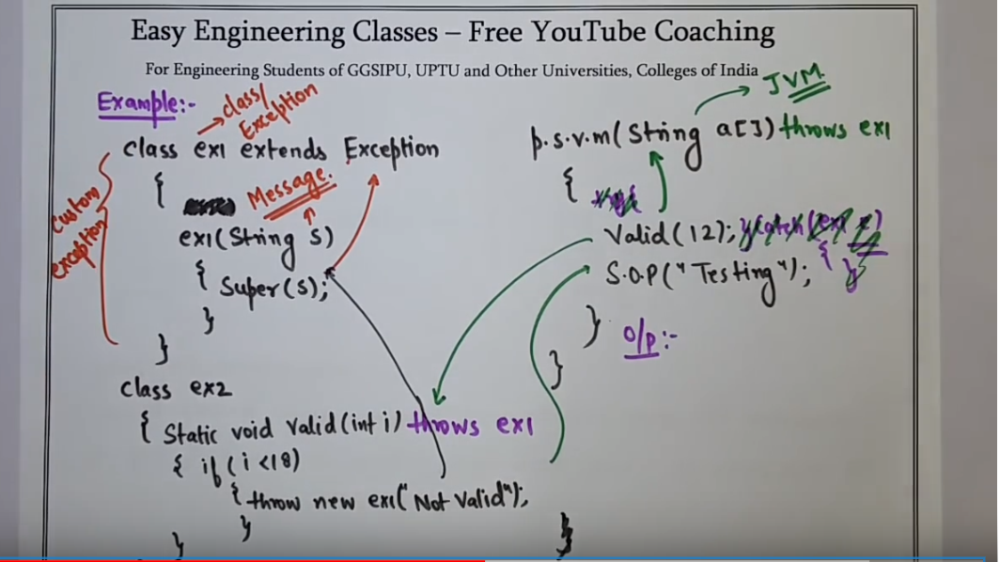 Easy Engineering Classes – Free YouTube Coaching
For Engineering Students of GGSIPU, UPTU and Other Universities, Colleges of India
Example:-
→ class/
Exception
class ex1 extends Exception
{
Message.
ex1(String s)
{ Super(s);
}
}
Custom
exception
class ex2
{ Static void valid(int i) throws ex1
{ if (i <18)
{ throw new ex1("Not Valid");
}
}
JVM
p.s.v.m(String a[]) throws ex1
{
Valid(12);
S.O.P("Testing");
}
o/p:-
}
}